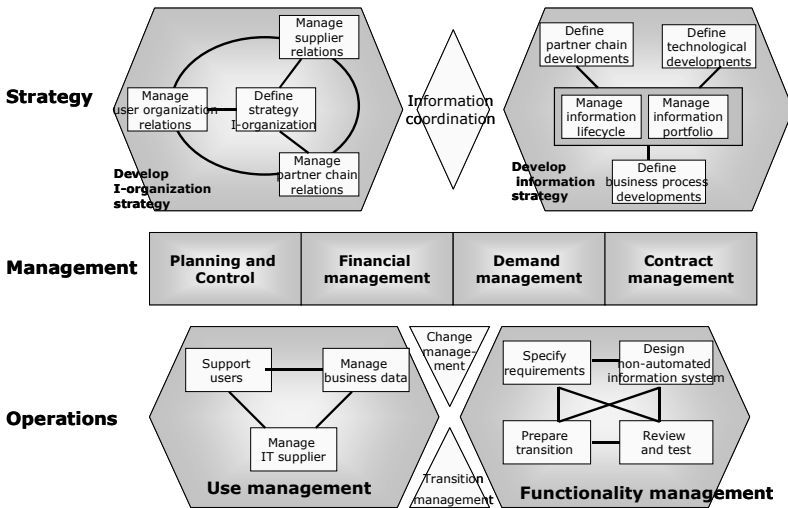 Strategy
Manage
supplier
relations
Manage
user organization
relations
Define
strategy
I-organization
Manage
partner chain
relations
Develop
I-organization
strategy
Information
coordination
Define
partner chain
developments
Define
technological
developments
Manage
information
lifecycle
Manage
information
portfolio
Define
business process
developments
Develop
information
strategy
Management
Planning and
Control
Financial
management
Demand
management
Contract
management
Operations
Support
users
Manage
business data
Manage
IT supplier
Use management
Change
manage-
ment
Transition
management
Specify
requirements
Design
non-automated
information system
Prepare
transition
Review
and test
Functionality management